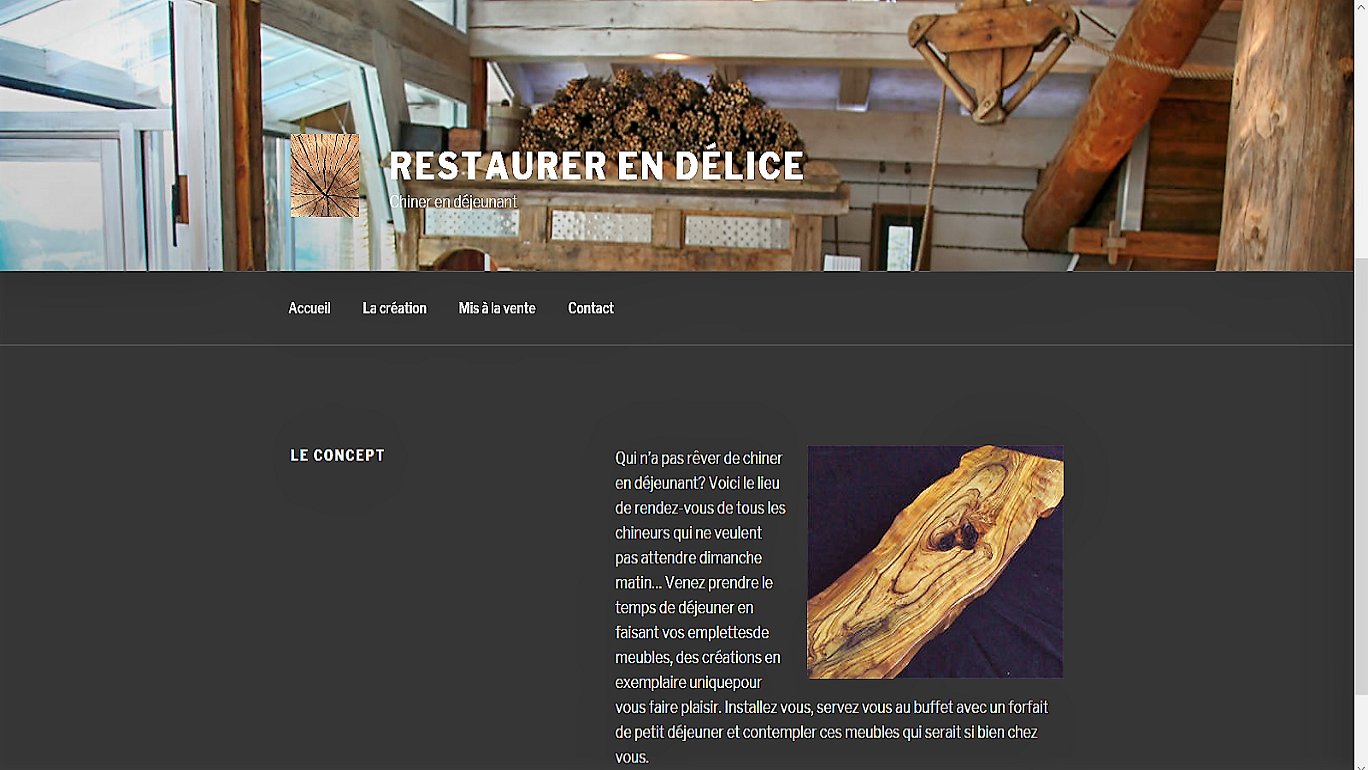 RESTAURER EN DÉLICE
Chiner en déjeunant
Accueil La création Mis à la vente Contact
LE CONCEPT
Qui n'a pas rêver de chiner
en déjeunant? Voici le lieu
de rendez-vous de tous les
chineurs qui ne veulent
pas attendre dimanche
matin... Venez prendre le
temps de déjeuner en
faisant vos emplettesde
meubles, des créations en
exemplaire uniquepour
vous faire plaisir. Installez vous, servez vous au buffet avec un forfait
de petit déjeuner et contempler ces meubles qui serait si bien chez
vous.